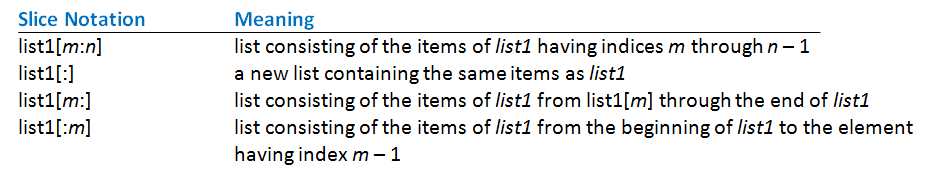 Slice Notation Meaning
list1[m:n] list consisting of the items of list1 having indices m through n – 1
list1[:] a new list containing the same items as list1
list1[m:] list consisting of the items of list1 from list1[m] through the end of list1
list1[:m] list consisting of the items of list1 from the beginning of list1 to the element
having index m – 1